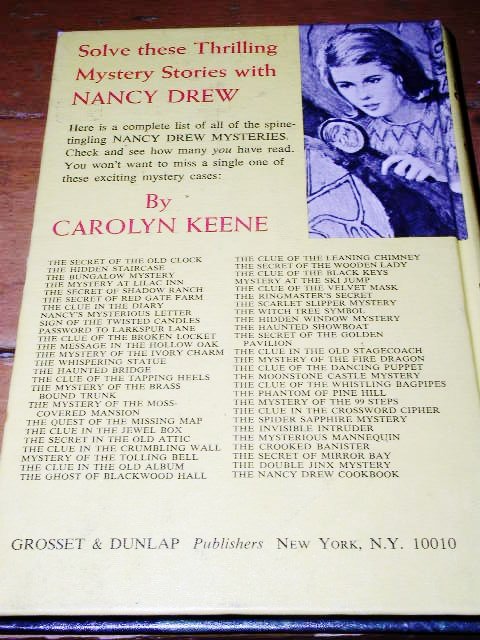 Solve these Thrilling
Mystery Stories with
NANCY DREW
Here is a complete list of all of the spine-
tingling NANCY DREW MYSTERIES.
Check and see how many you have read.
You won't want to miss a single one of
these exciting mystery cases:
By
CAROLYN KEENE
THE SECRET OF THE OLD CLOCK
THE HIDDEN STAIRCASE
THE BUNGALOW MYSTERY
THE MYSTERY AT LILAC INN
THE SECRET OF SHADOW RANCH
THE SECRET OF RED GATE FARM
THE CLUE IN THE DIARY
NANCY'S MYSTERIOUS LETTER
SIGN OF THE TWISTED CANDLES
PASSWORD TO LARKSPUR LANE
THE CLUE OF THE BROKEN LOCKET
THE MESSAGE IN THE HOLLOW OAK
THE MYSTERY OF THE IVORY CHARM
THE WHISPERING STATUE
THE HAUNTED BRIDGE
THE CLUE OF THE TAPPING HEELS
THE MYSTERY OF THE BRASS
BOUND TRUNK
THE MYSTERY OF THE MOSS-
COVERED MANSION
THE QUEST OF THE MISSING MAP
THE CLUE IN THE JEWEL BOX
THE SECRET IN THE OLD ATTIC
THE CLUE IN THE CRUMBLING WALL
MYSTERY OF THE TOLLING BELL
THE CLUE IN THE OLD ALBUM
THE GHOST OF BLACKWOOD HALL
THE CLUE OF THE LEANING CHIMNEY
THE SECRET OF THE WOODEN LADY
THE CLUE OF THE BLACK KEYS
MYSTERY AT THE SKI JUMP
THE CLUE OF THE VELVET MASK
THE RINGMASTER'S SECRET
THE SCARLET SLIPPER MYSTERY
THE WITCH TREE SYMBOL
THE HIDDEN WINDOW MYSTERY
THE HAUNTED SHOWBOAT
THE SECRET OF THE GOLDEN
PAVILION
THE CLUE IN THE OLD STAGECOACH
THE MYSTERY OF THE FIRE DRAGON
THE CLUE OF THE DANCING PUPPET
THE MOONSTONE CASTLE MYSTERY
THE CLUE OF THE WHISTLING BAGPIPES
THE PHANTOM OF PINE HILL
THE MYSTERY OF THE 99 STEPS
THE CLUE IN THE CROSSWORD CIPHER
THE SPIDER SAPPHIRE MYSTERY
THE INVISIBLE INTRUDER
THE MYSTERIOUS MANNEQUIN
THE CROOKED BANISTER
THE SECRET OF MIRROR BAY
THE DOUBLE JINX MYSTERY
THE NANCY DREW COOKBOOK
GROSSET & DUNLAP Publishers NEW YORK, N.Y. 10010